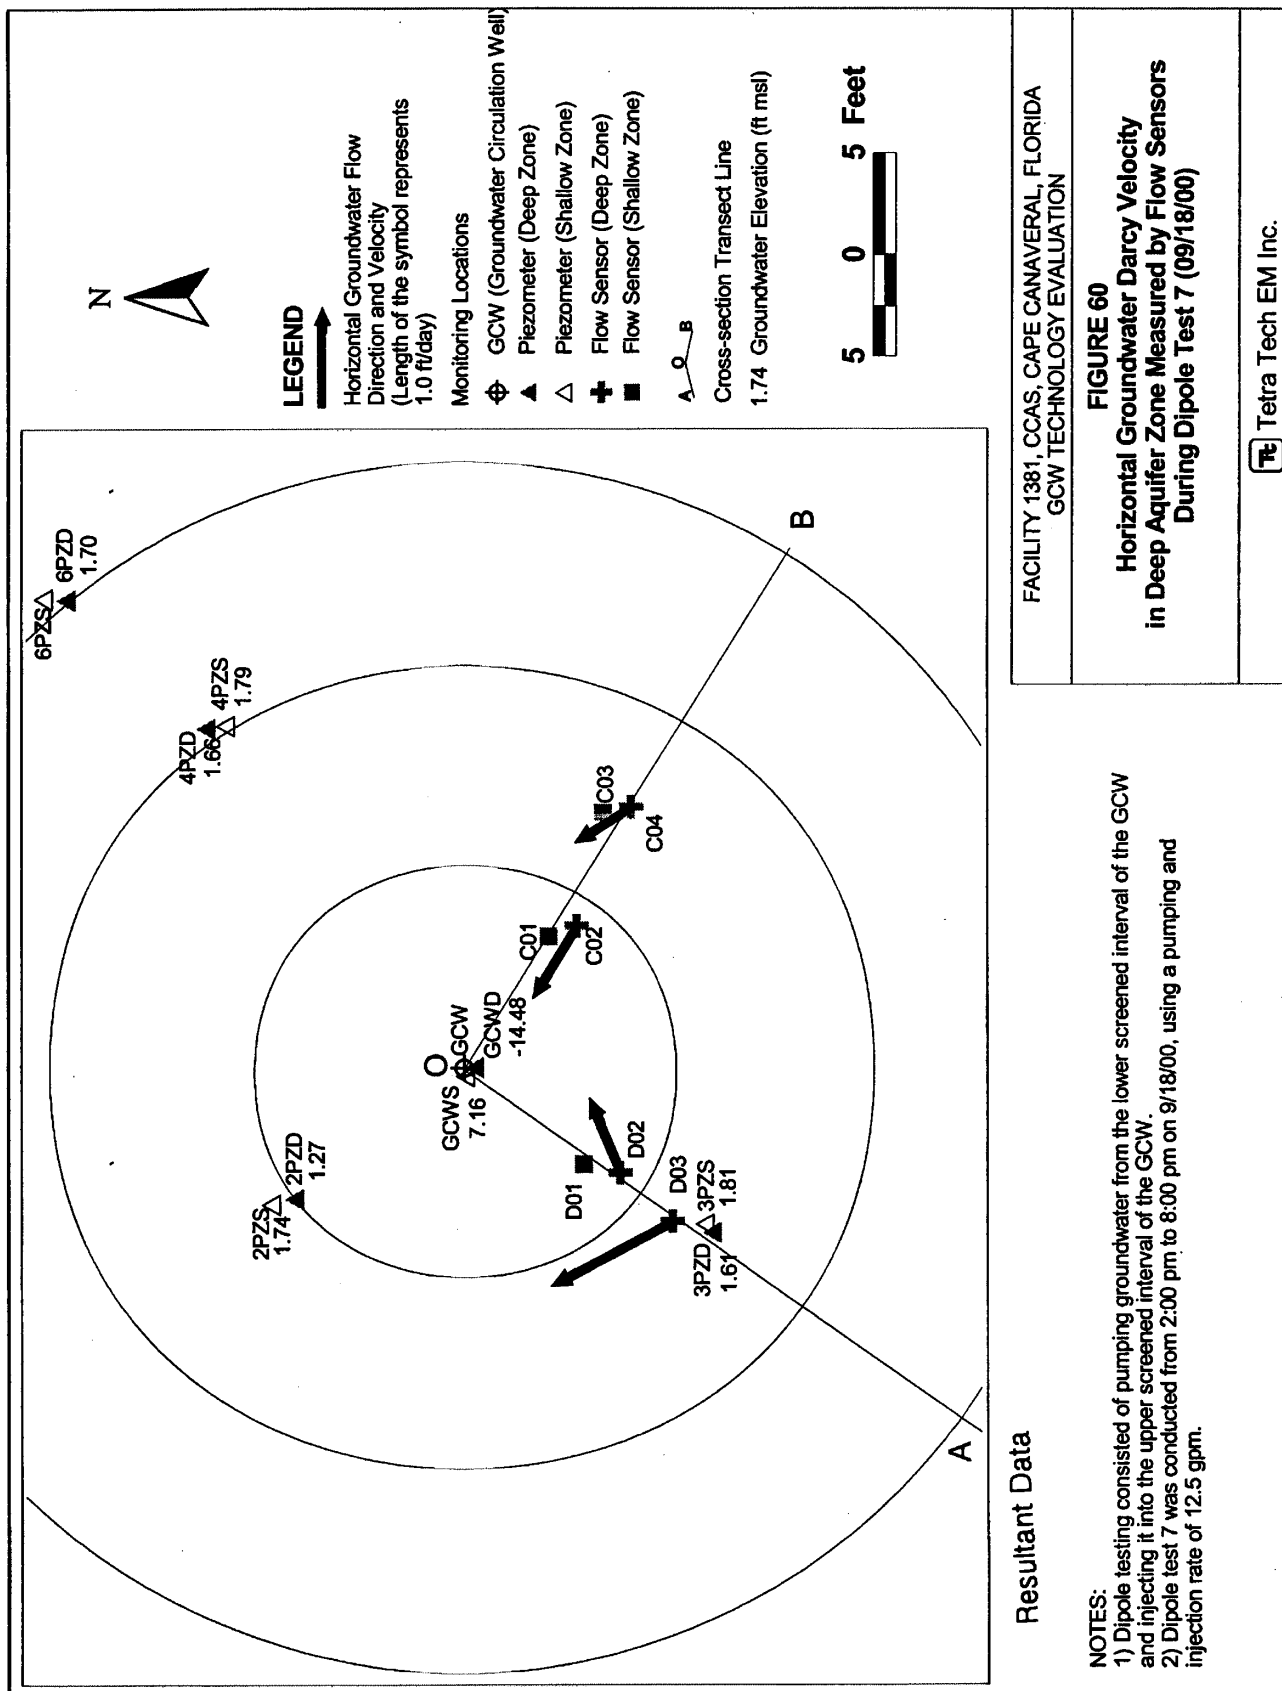 N
LEGEND
Horizontal Groundwater Flow
Direction and Velocity
(Length of the symbol represents
1.0 ft/day)
Monitoring Locations
GCW (Groundwater Circulation Well)
Piezometer (Deep Zone)
Piezometer (Shallow Zone)
Flow Sensor (Deep Zone)
Flow Sensor (Shallow Zone)
A O B
Cross-section Transect Line
1.74 Groundwater Elevation (ft msl)
5 0 5 Feet
6PZS
6PZD
1.70
4PZD
1.66
4PZS
1.79
2PZS
1.74
2PZD
1.27
O
GCW
GCWS
7.16
GCWD
-14.48
C01
C02
C03
C04
D01
D02
D03
3PZD
1.61
3PZS
1.81
A
B
Resultant Data
NOTES:
1) Dipole testing consisted of pumping groundwater from the lower screened interval of the GCW
and injecting it into the upper screened interval of the GCW.
2) Dipole test 7 was conducted from 2:00 pm to 8:00 pm on 9/18/00, using a pumping and
injection rate of 12.5 gpm.
FACILITY 1381, CCAS, CAPE CANAVERAL, FLORIDA
GCW TECHNOLOGY EVALUATION
FIGURE 60
Horizontal Groundwater Darcy Velocity
in Deep Aquifer Zone Measured by Flow Sensors
During Dipole Test 7 (09/18/00)
Tt Tetra Tech EM Inc.